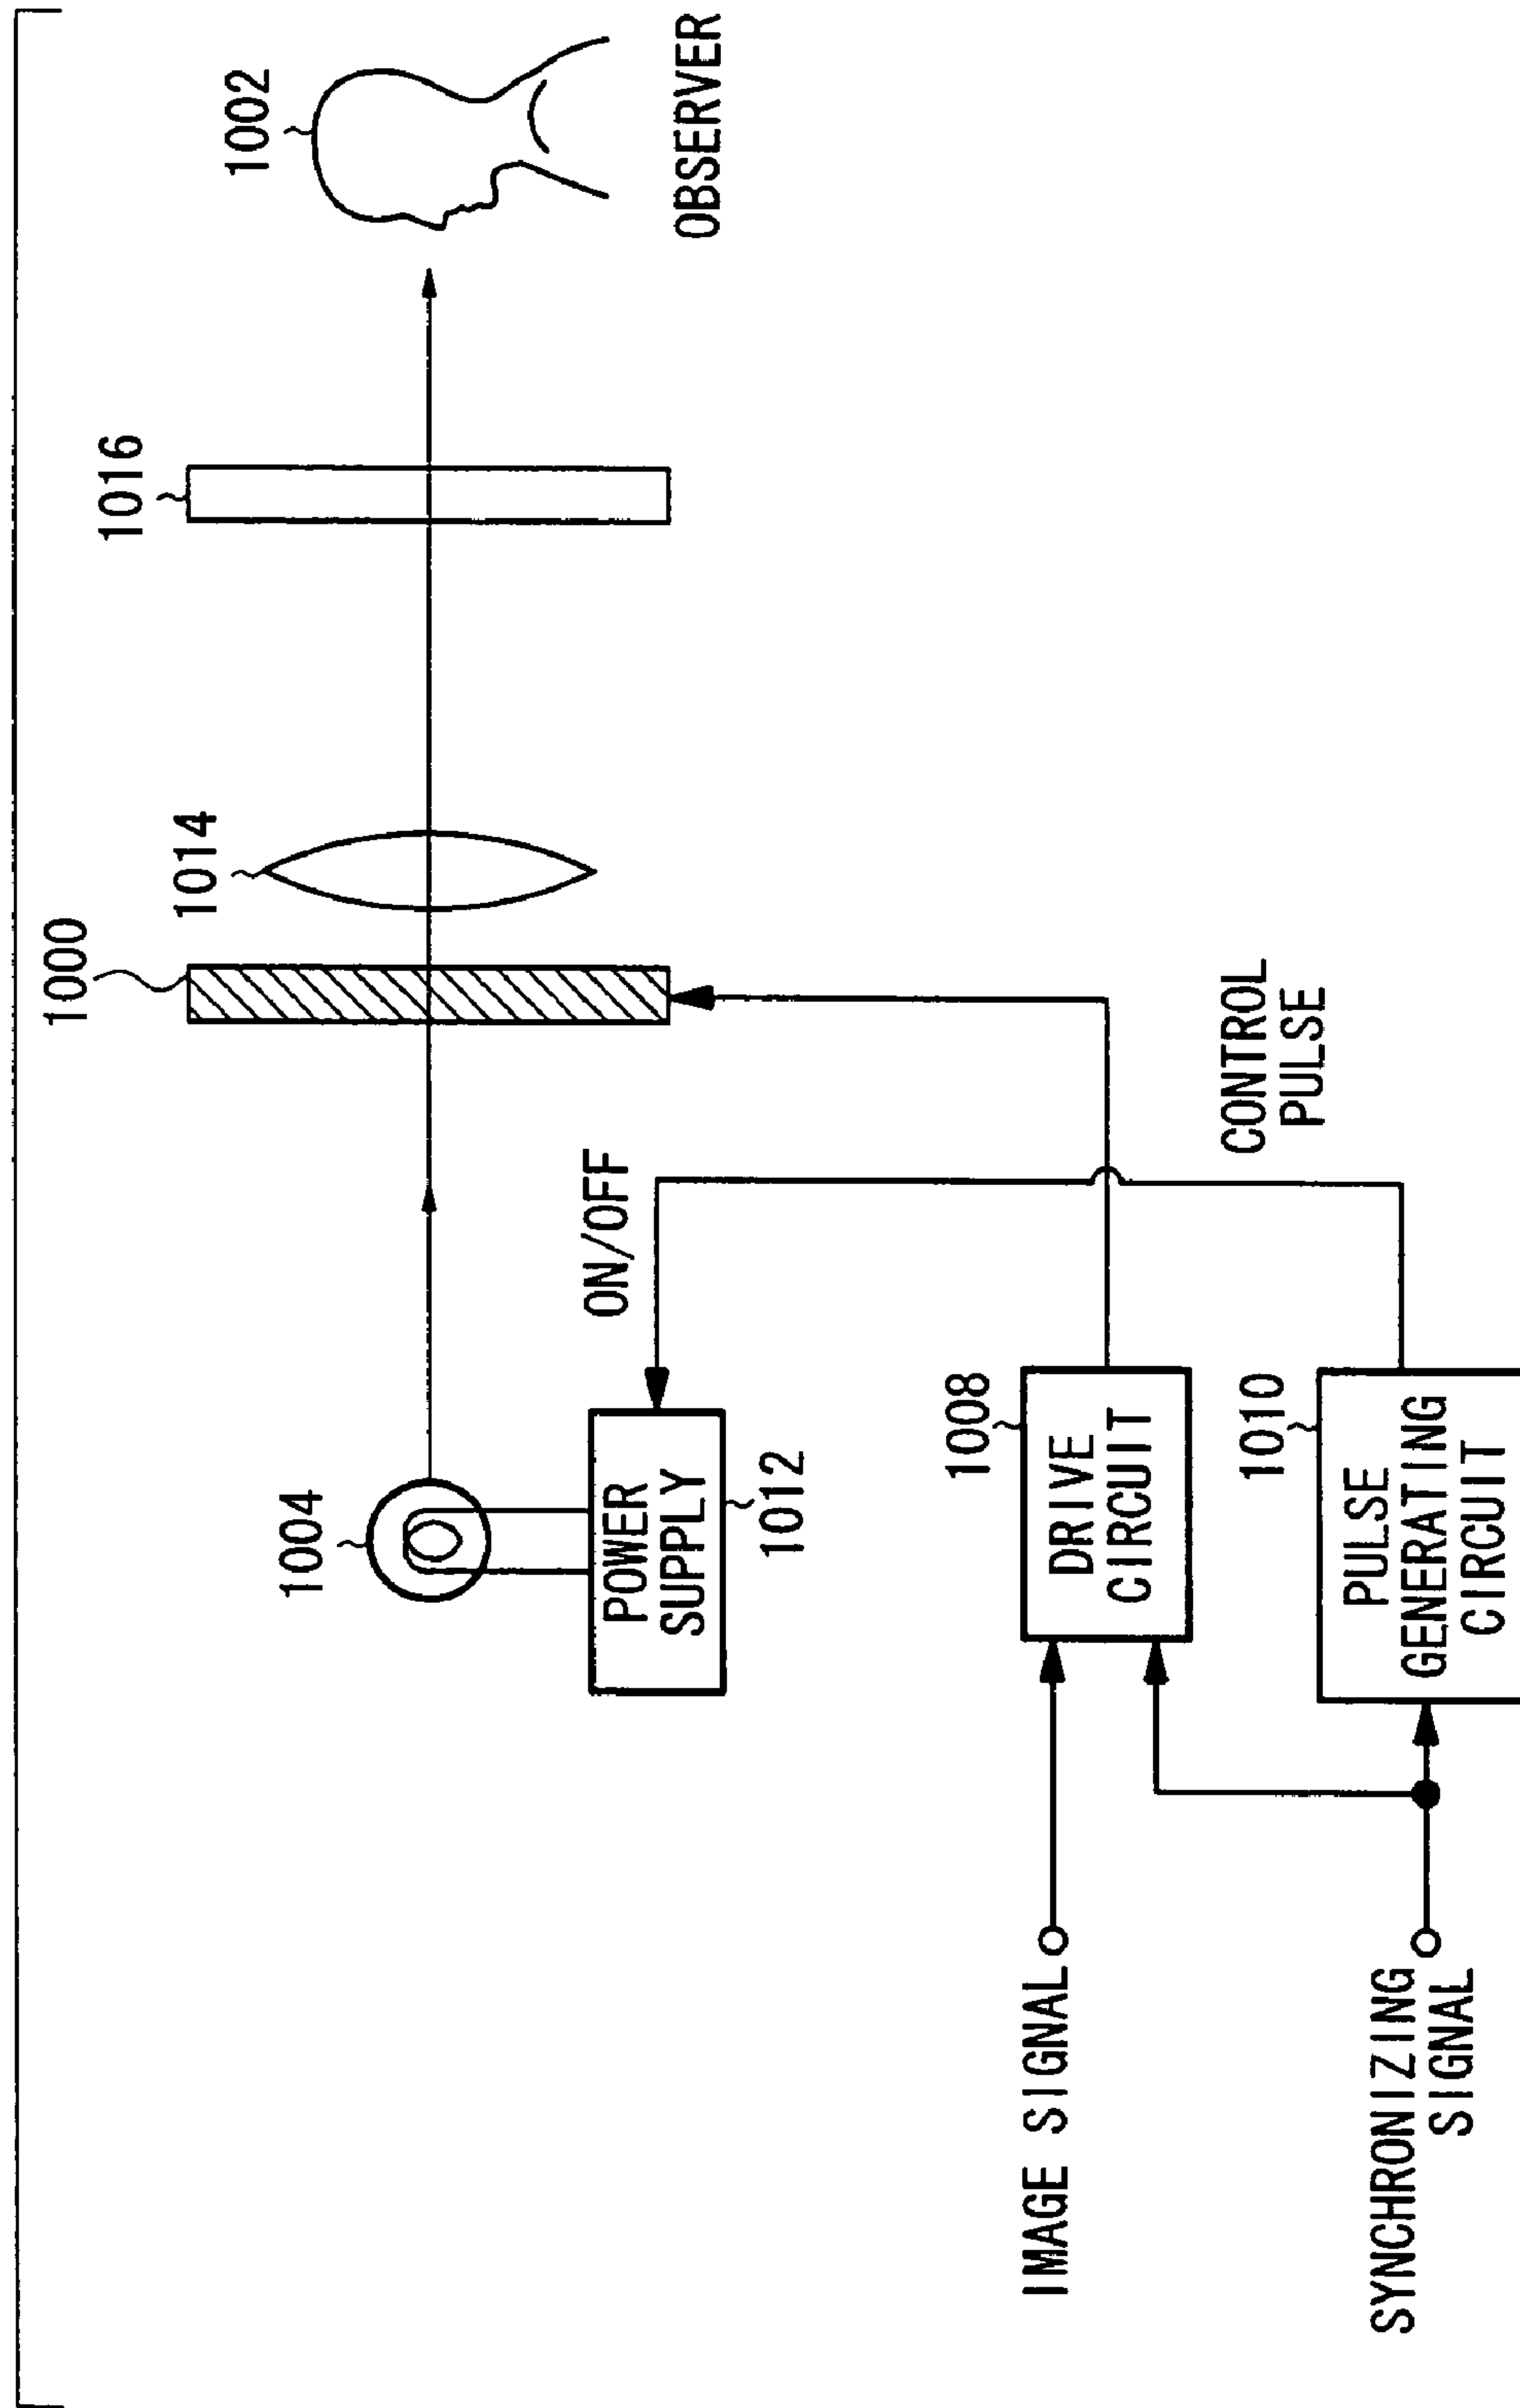 1000
1014
1016
1002
OBSERVER
1004
ON/OFF
POWER
SUPPLY
1012
CONTROL
PULSE
1008
DRIVE
CIRCUIT
IMAGE SIGNAL
1010
PULSE
GENERATING
CIRCUIT
SYNCHRONIZING
SIGNAL